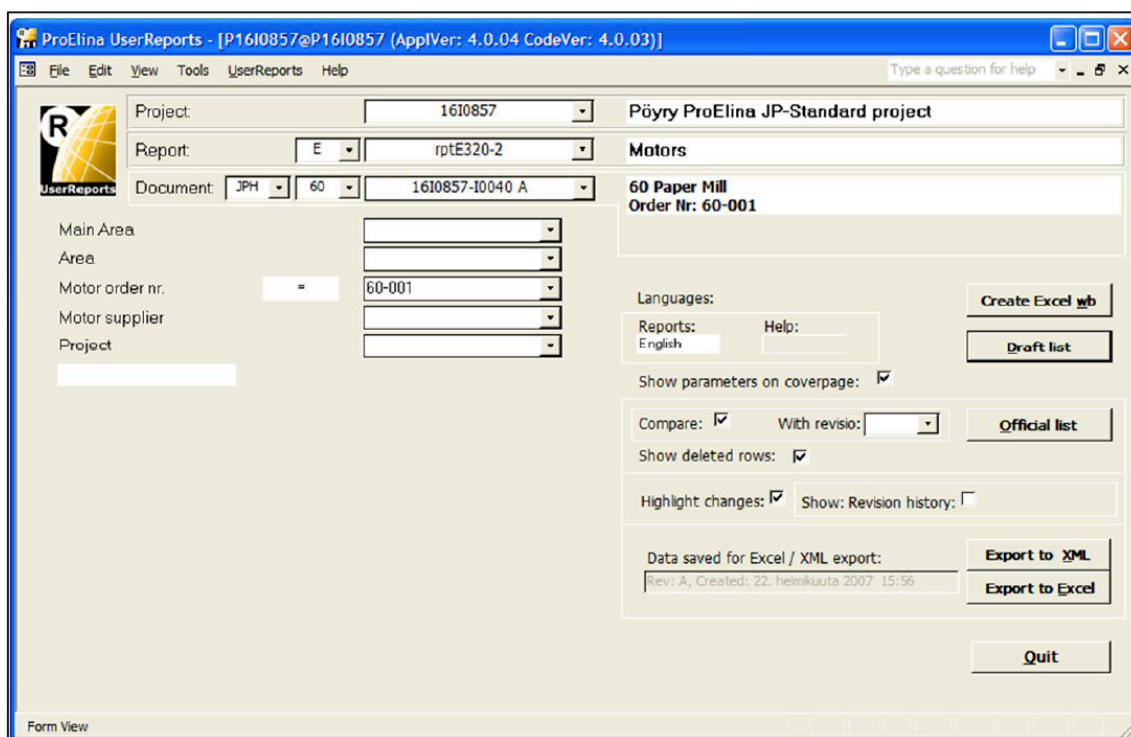 ProElina UserReports - [P16I0857@P16I0857 (ApplVer: 4.0.04 CodeVer: 4.0.03)]
File Edit View Tools UserReports Help Type a question for help
R
UserReports
Project: 16I0857 Pöyry ProElina JP-Standard project
Report: E rptE320-2 Motors
Document: JPH 60 16I0857-I0040 A 60 Paper Mill
Order Nr: 60-001
Main Area
Area
Motor order nr. = 60-001
Motor supplier
Project
Languages:
Reports: Help:
English
Create Excel wb
Draft list
Show parameters on coverpage:
Compare: With revisio:
Official list
Show deleted rows:
Highlight changes: Show: Revision history:
Data saved for Excel / XML export:
Rev: A, Created: 22. helmikuuta 2007 15:56
Export to XML
Export to Excel
Quit
Form View